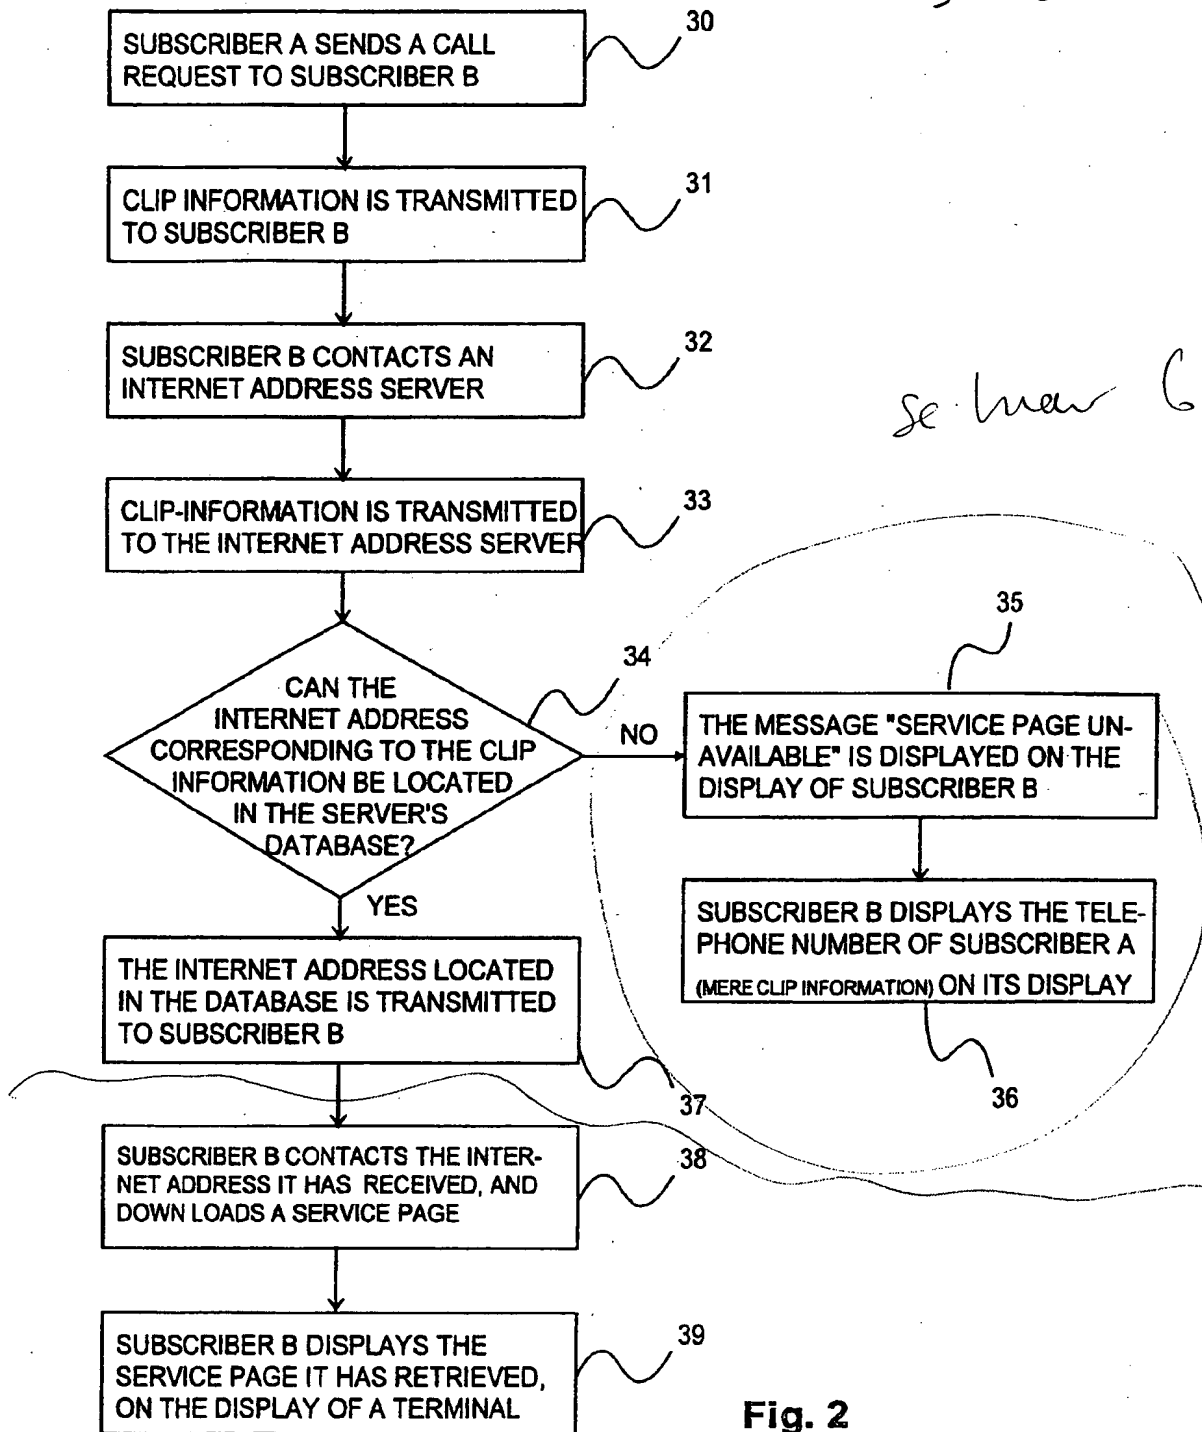 30
SUBSCRIBER A SENDS A CALL
REQUEST TO SUBSCRIBER B
31
CLIP INFORMATION IS TRANSMITTED
TO SUBSCRIBER B
32
SUBSCRIBER B CONTACTS AN
INTERNET ADDRESS SERVER
33
CLIP-INFORMATION IS TRANSMITTED
TO THE INTERNET ADDRESS SERVER
34
CAN THE
INTERNET ADDRESS
CORRESPONDING TO THE CLIP
INFORMATION BE LOCATED
IN THE SERVER'S
DATABASE?
NO
35
THE MESSAGE "SERVICE PAGE UN-
AVAILABLE" IS DISPLAYED ON THE
DISPLAY OF SUBSCRIBER B
SUBSCRIBER B DISPLAYS THE TELE-
PHONE NUMBER OF SUBSCRIBER A
(MERE CLIP INFORMATION) ON ITS DISPLAY
36
YES
THE INTERNET ADDRESS LOCATED
IN THE DATABASE IS TRANSMITTED
TO SUBSCRIBER B
37
SUBSCRIBER B CONTACTS THE INTER-
NET ADDRESS IT HAS RECEIVED, AND
DOWN LOADS A SERVICE PAGE
38
SUBSCRIBER B DISPLAYS THE
SERVICE PAGE IT HAS RETRIEVED,
ON THE DISPLAY OF A TERMINAL
39
Fig. 2